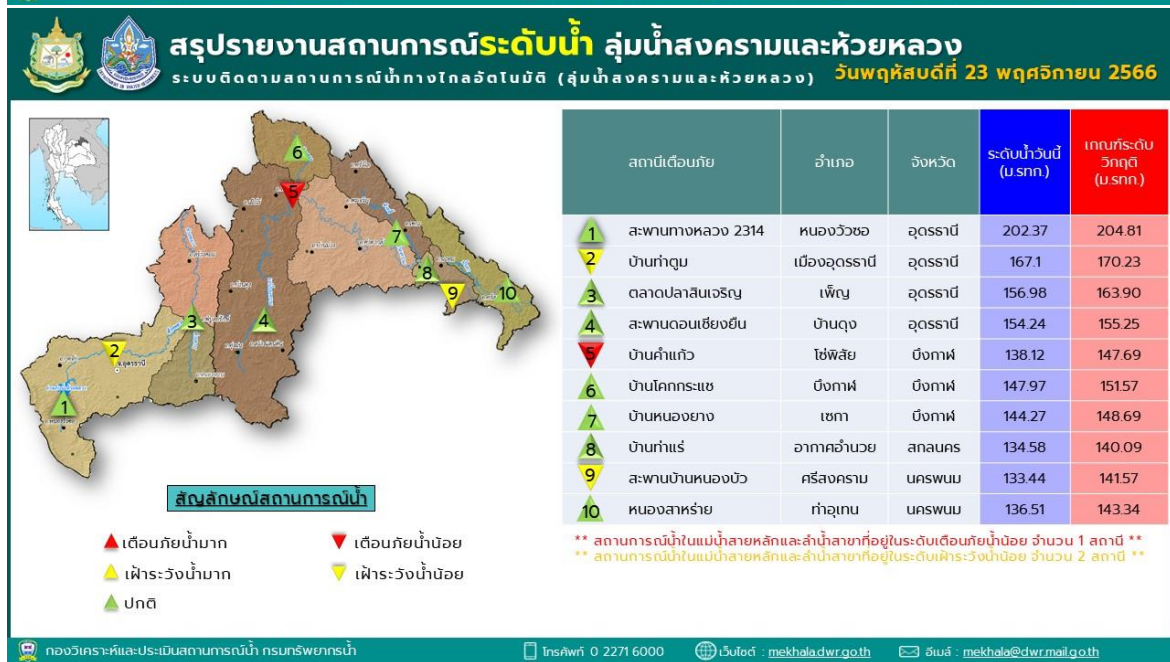 สรุปรายงานสถานการณ์ระดับน้ำ ลุ่มน้ำสงครามและห้วยหลวง
ระบบติดตามสถานการณ์น้ำทางไกลอัตโนมัติ (ลุ่มน้ำสงครามและห้วยหลวง)
วันพฤหัสบดีที่ 23 พฤศจิกายน 2566
6
5
7
8
9
10
3
4
2
จ.อุดรธานี
1
สัญลักษณ์สถานการณ์น้ำ
เตือนภัยน้ำมาก เตือนภัยน้ำน้อย
เฝ้าระวังน้ำมาก เฝ้าระวังน้ำน้อย
ปกติ
สถานีเตือนภัย อำเภอ จังหวัด ระดับน้ำวันนี้ (ม.รทก.) เกณฑ์ระดับวิกฤติ (ม.รทก.)
1 สะพานทางหลวง 2314 หนองวัวซอ อุดรธานี 202.37 204.81
2 บ้านท่าตูม เมืองอุดรธานี อุดรธานี 167.1 170.23
3 ตลาดปลาสินเจริญ เพ็ญ อุดรธานี 156.98 163.90
4 สะพานดอนเชียงยืน บ้านดุง อุดรธานี 154.24 155.25
5 บ้านคำแก้ว โซ่พิสัย บึงกาฬ 138.12 147.69
6 บ้านโคกกระแซ บึงกาฬ บึงกาฬ 147.97 151.57
7 บ้านหนองยาง เซกา บึงกาฬ 144.27 148.69
8 บ้านท่าแร่ อากาศอำนวย สกลนคร 134.58 140.09
9 สะพานบ้านหนองบัว ศรีสงคราม นครพนม 133.44 141.57
10 หนองสาหร่าย ท่าอุเทน นครพนม 136.51 143.34
** สถานการณ์น้ำในแม่น้ำสายหลักและลำน้ำสาขาที่อยู่ในระดับเตือนภัยน้ำน้อย จำนวน 1 สถานี **
** สถานการณ์น้ำในแม่น้ำสายหลักและลำน้ำสาขาที่อยู่ในระดับเฝ้าระวังน้ำน้อย จำนวน 2 สถานี **
กองวิเคราะห์และประเมินสถานการณ์น้ำ กรมทรัพยากรน้ำ โทรศัพท์ 0 2271 6000 เว็บไซต์ : mekhala.dwr.go.th อีเมล์ : mekhala@dwr.mail.go.th